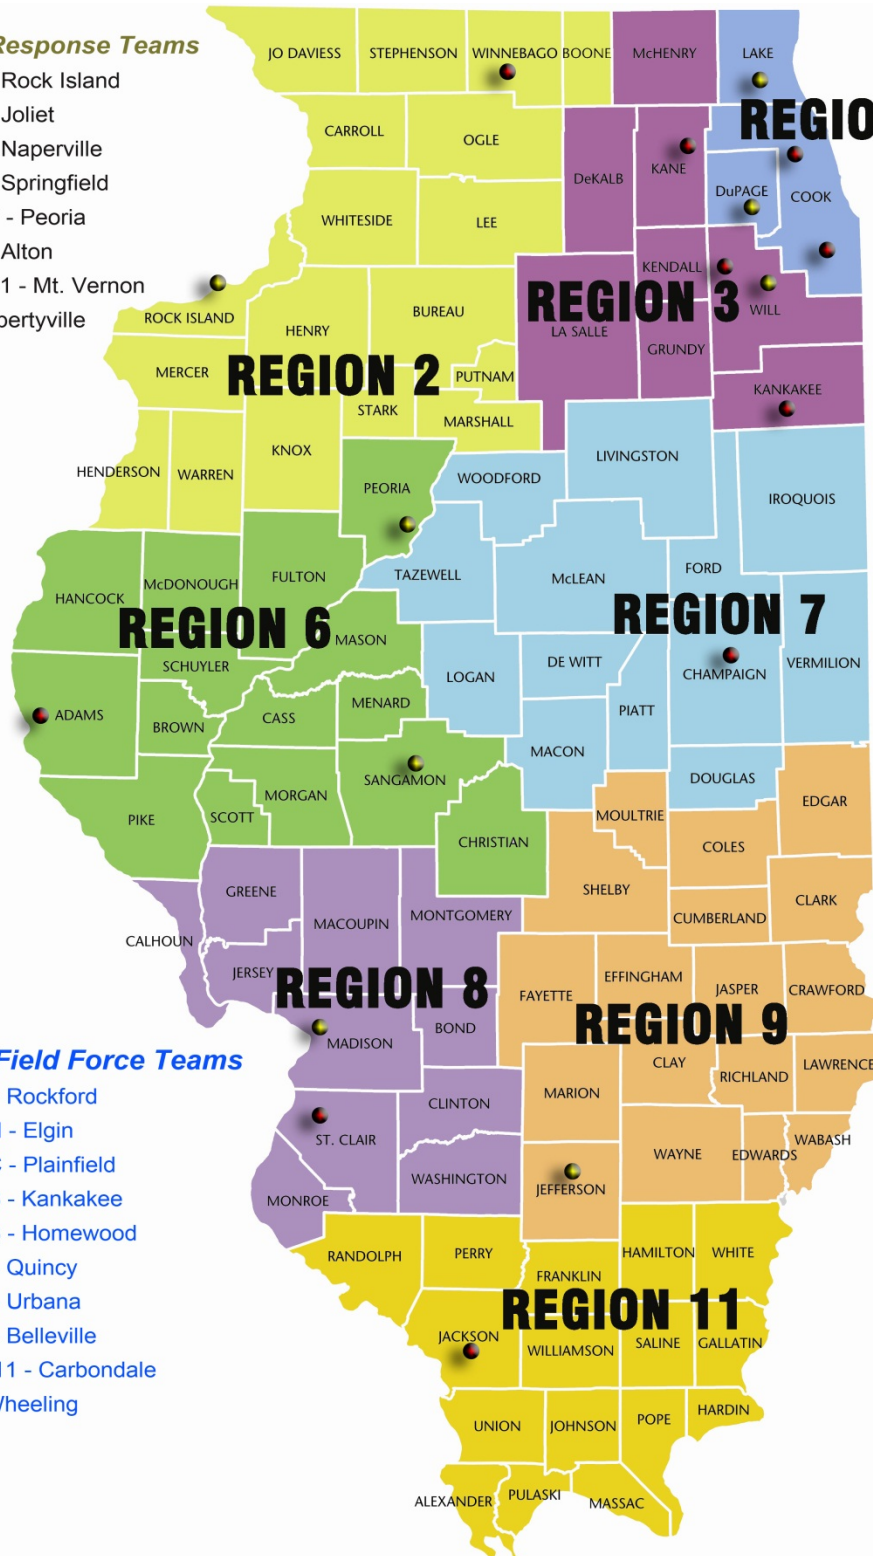 Response Teams
Rock Island
Joliet
Naperville
Springfield
- Peoria
Alton
1 - Mt. Vernon
bertyville
JO DAVIESS
STEPHENSON
WINNEBAGO
BOONE
McHENRY
LAKE
CARROLL
OGLE
REGIO
DeKALB
KANE
DuPAGE
COOK
WHITESIDE
LEE
KENDALL
ROCK ISLAND
HENRY
BUREAU
REGION 3
WILL
LA SALLE
GRUNDY
MERCER
REGION 2
PUTNAM
KANKAKEE
STARK
MARSHALL
HENDERSON
WARREN
KNOX
LIVINGSTON
PEORIA
WOODFORD
IROQUOIS
HANCOCK
McDONOUGH
FULTON
TAZEWELL
McLEAN
FORD
REGION 6
MASON
REGION 7
SCHUYLER
LOGAN
DE WITT
CHAMPAIGN
VERMILION
ADAMS
BROWN
CASS
MENARD
PIATT
MACON
SANGAMON
DOUGLAS
PIKE
SCOTT
MORGAN
MOULTRIE
EDGAR
CHRISTIAN
COLES
GREENE
SHELBY
CLARK
MACOUPIN
MONTGOMERY
CUMBERLAND
CALHOUN
JERSEY
REGION 8
FAYETTE
EFFINGHAM
JASPER
CRAWFORD
MADISON
BOND
REGION 9
CLAY
RICHLAND
LAWRENCE
MARION
CLINTON
ST. CLAIR
WAYNE
EDWARDS
WABASH
WASHINGTON
JEFFERSON
MONROE
Field Force Teams
Rockford
- Elgin
- Plainfield
- Kankakee
- Homewood
Quincy
Urbana
Belleville
11 - Carbondale
Wheeling
RANDOLPH
PERRY
HAMILTON
WHITE
FRANKLIN
REGION 11
JACKSON
WILLIAMSON
SALINE
GALLATIN
UNION
JOHNSON
POPE
HARDIN
ALEXANDER
PULASKI
MASSAC